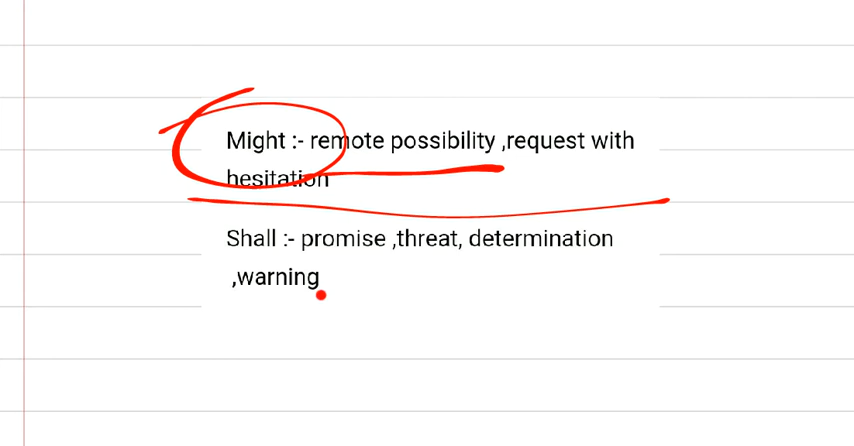 Might :- remote possibility ,request with
hesitation
Shall :- promise ,threat, determination
,warning